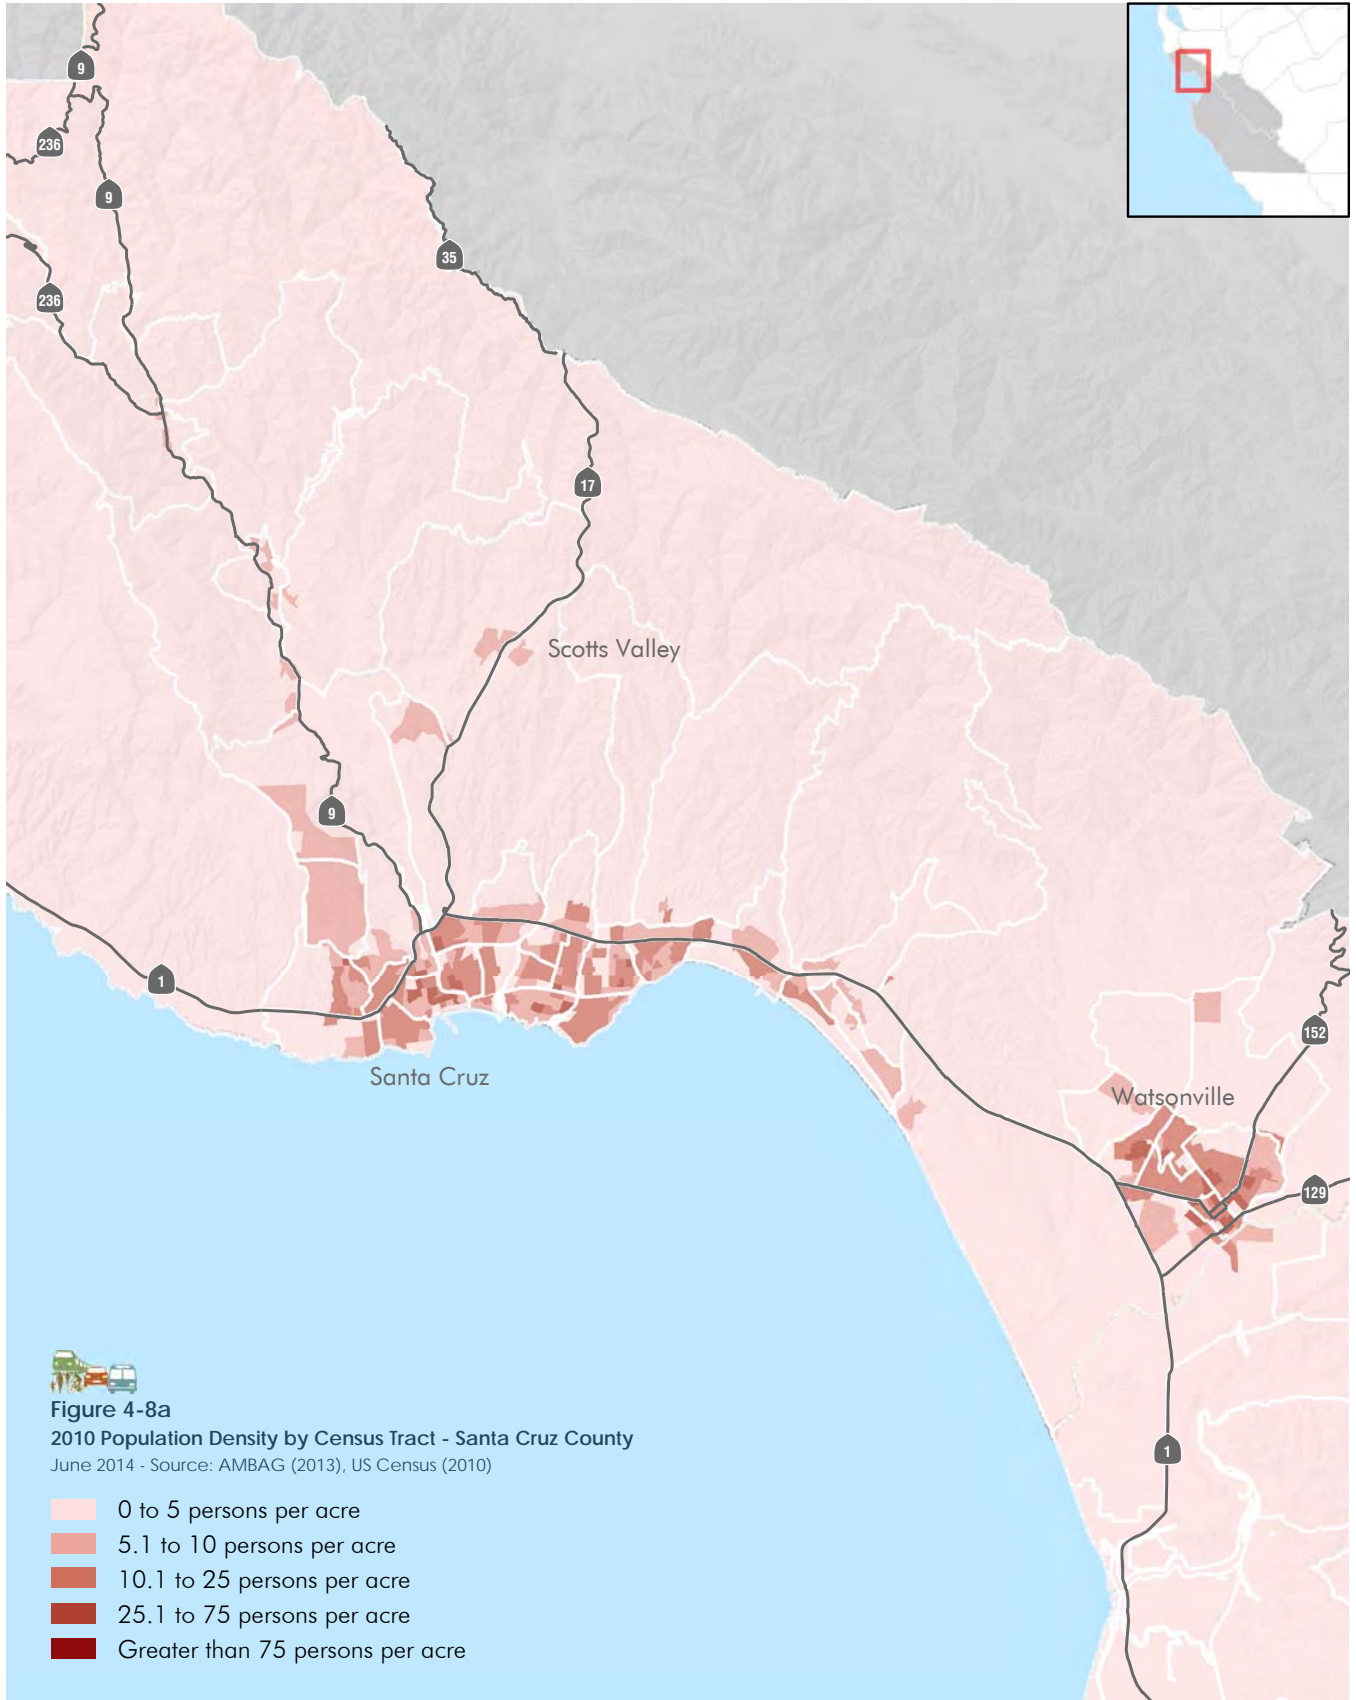 9
236
9
35
236
17
Scotts Valley
9
1
Santa Cruz
152
Watsonville
129
1
Figure 4-8a
2010 Population Density by Census Tract - Santa Cruz County
June 2014 - Source: AMBAG (2013), US Census (2010)
0 to 5 persons per acre
5.1 to 10 persons per acre
10.1 to 25 persons per acre
25.1 to 75 persons per acre
Greater than 75 persons per acre